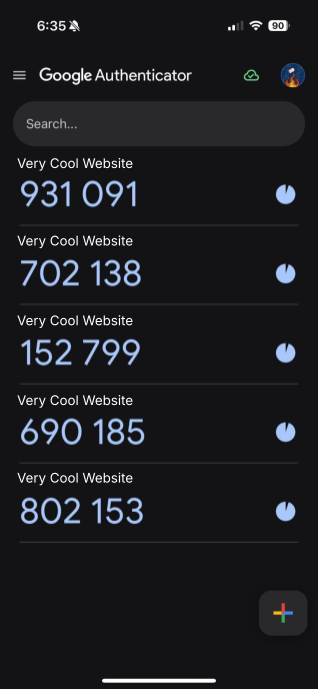 6:35
90
Google Authenticator
Search...
Very Cool Website
931 091
Very Cool Website
702 138
Very Cool Website
152 799
Very Cool Website
690 185
Very Cool Website
802 153